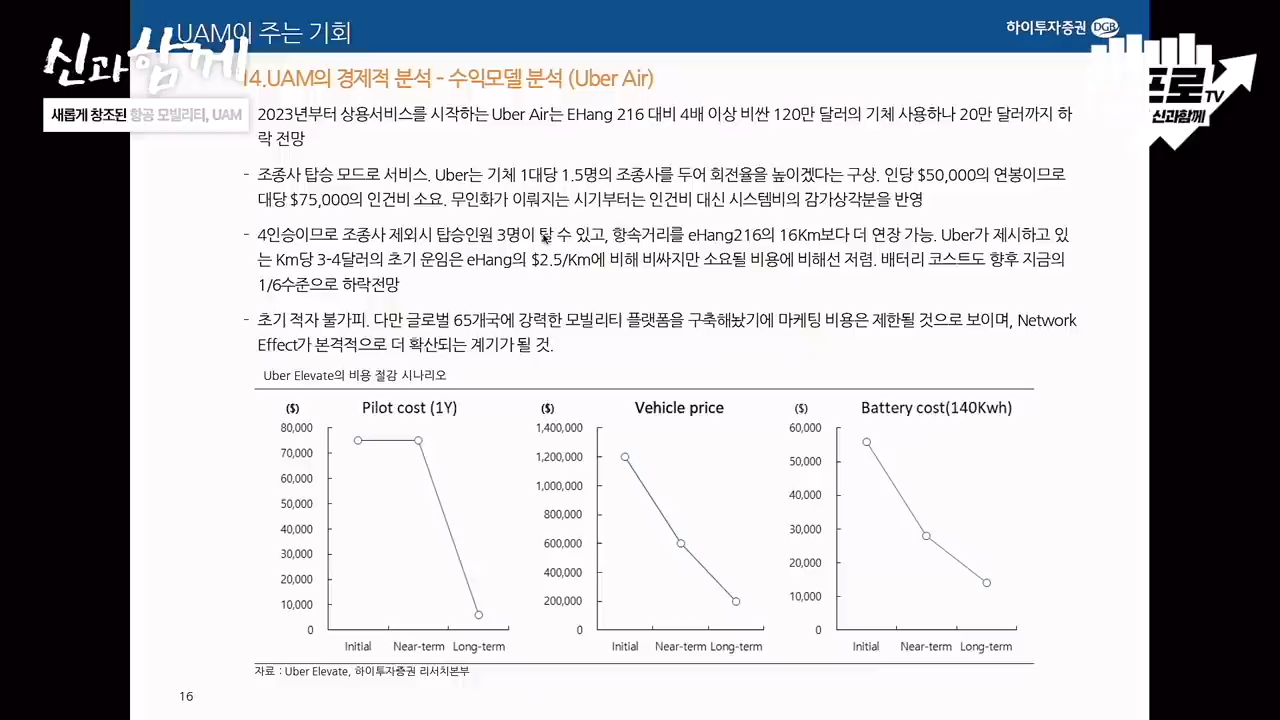 UAM이 주는 기회
하이투자증권 DGB
신과함께
새롭게 창조된 항공 모빌리티, UAM
프로TV
신과함께
14.UAM의 경제적 분석 - 수익모델 분석 (Uber Air)
2023년부터 상용서비스를 시작하는 Uber Air는 EHang 216 대비 4배 이상 비싼 120만 달러의 기체 사용하나 20만 달러까지 하
락 전망
- 조종사 탑승 모드로 서비스. Uber는 기체 1대당 1.5명의 조종사를 두어 회전율을 높이겠다는 구상. 인당 $50,000의 연봉이므로
대당 $75,000의 인건비 소요. 무인화가 이뤄지는 시기부터는 인건비 대신 시스템비의 감가상각분을 반영
- 4인승이므로 조종사 제외시 탑승인원 3명이 탈 수 있고, 항속거리를 eHang216의 16Km보다 더 연장 가능. Uber가 제시하고 있
는 Km당 3-4달러의 초기 운임은 eHang의 $2.5/Km에 비해 비싸지만 소요될 비용에 비해선 저렴. 배터리 코스트도 향후 지금의
1/6수준으로 하락전망
- 초기 적자 불가피. 다만 글로벌 65개국에 강력한 모빌리티 플랫폼을 구축해놨기에 마케팅 비용은 제한될 것으로 보이며, Network
Effect가 본격적으로 더 확산되는 계기가 될 것.
Uber Elevate의 비용 절감 시나리오
($) Pilot cost (1Y)
80,000
70,000
60,000
50,000
40,000
30,000
20,000
10,000
0
Initial Near-term Long-term
($) Vehicle price
1,400,000
1,200,000
1,000,000
800,000
600,000
400,000
200,000
0
Initial Near-term Long-term
($) Battery cost(140Kwh)
60,000
50,000
40,000
30,000
20,000
10,000
0
Initial Near-term Long-term
자료 : Uber Elevate, 하이투자증권 리서치본부
16